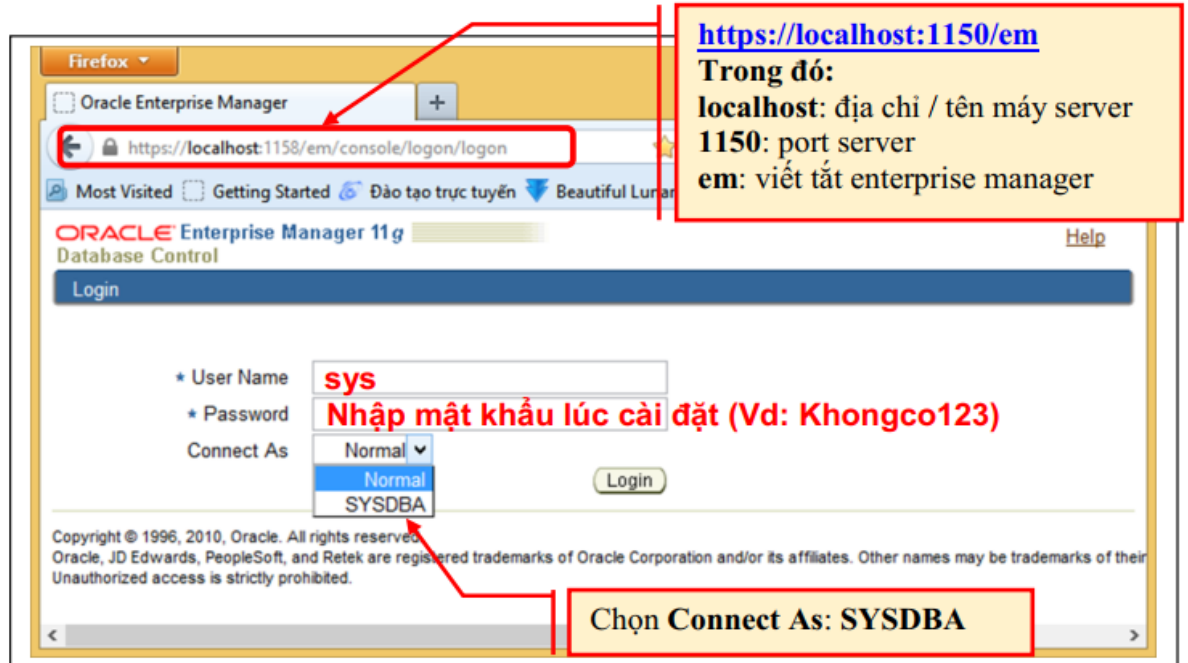 https://localhost:1150/em
Trong đó:
localhost: địa chỉ / tên máy server
1150: port server
em: viết tắt enterprise manager
Firefox
Oracle Enterprise Manager
+
https://localhost:1158/em/console/logon/logon
Most Visited Getting Started Đào tạo trực tuyến Beautiful Lunar
ORACLE Enterprise Manager 11g
Database Control
Help
Login
* User Name sys
* Password Nhập mật khẩu lúc cài đặt (Vd: Khongco123)
Connect As Normal
Normal
SYSDBA
Login
Copyright © 1996, 2010, Oracle. All rights reserved.
Oracle, JD Edwards, PeopleSoft, and Retek are registered trademarks of Oracle Corporation and/or its affiliates. Other names may be trademarks of their
Unauthorized access is strictly prohibited.
Chọn Connect As: SYSDBA